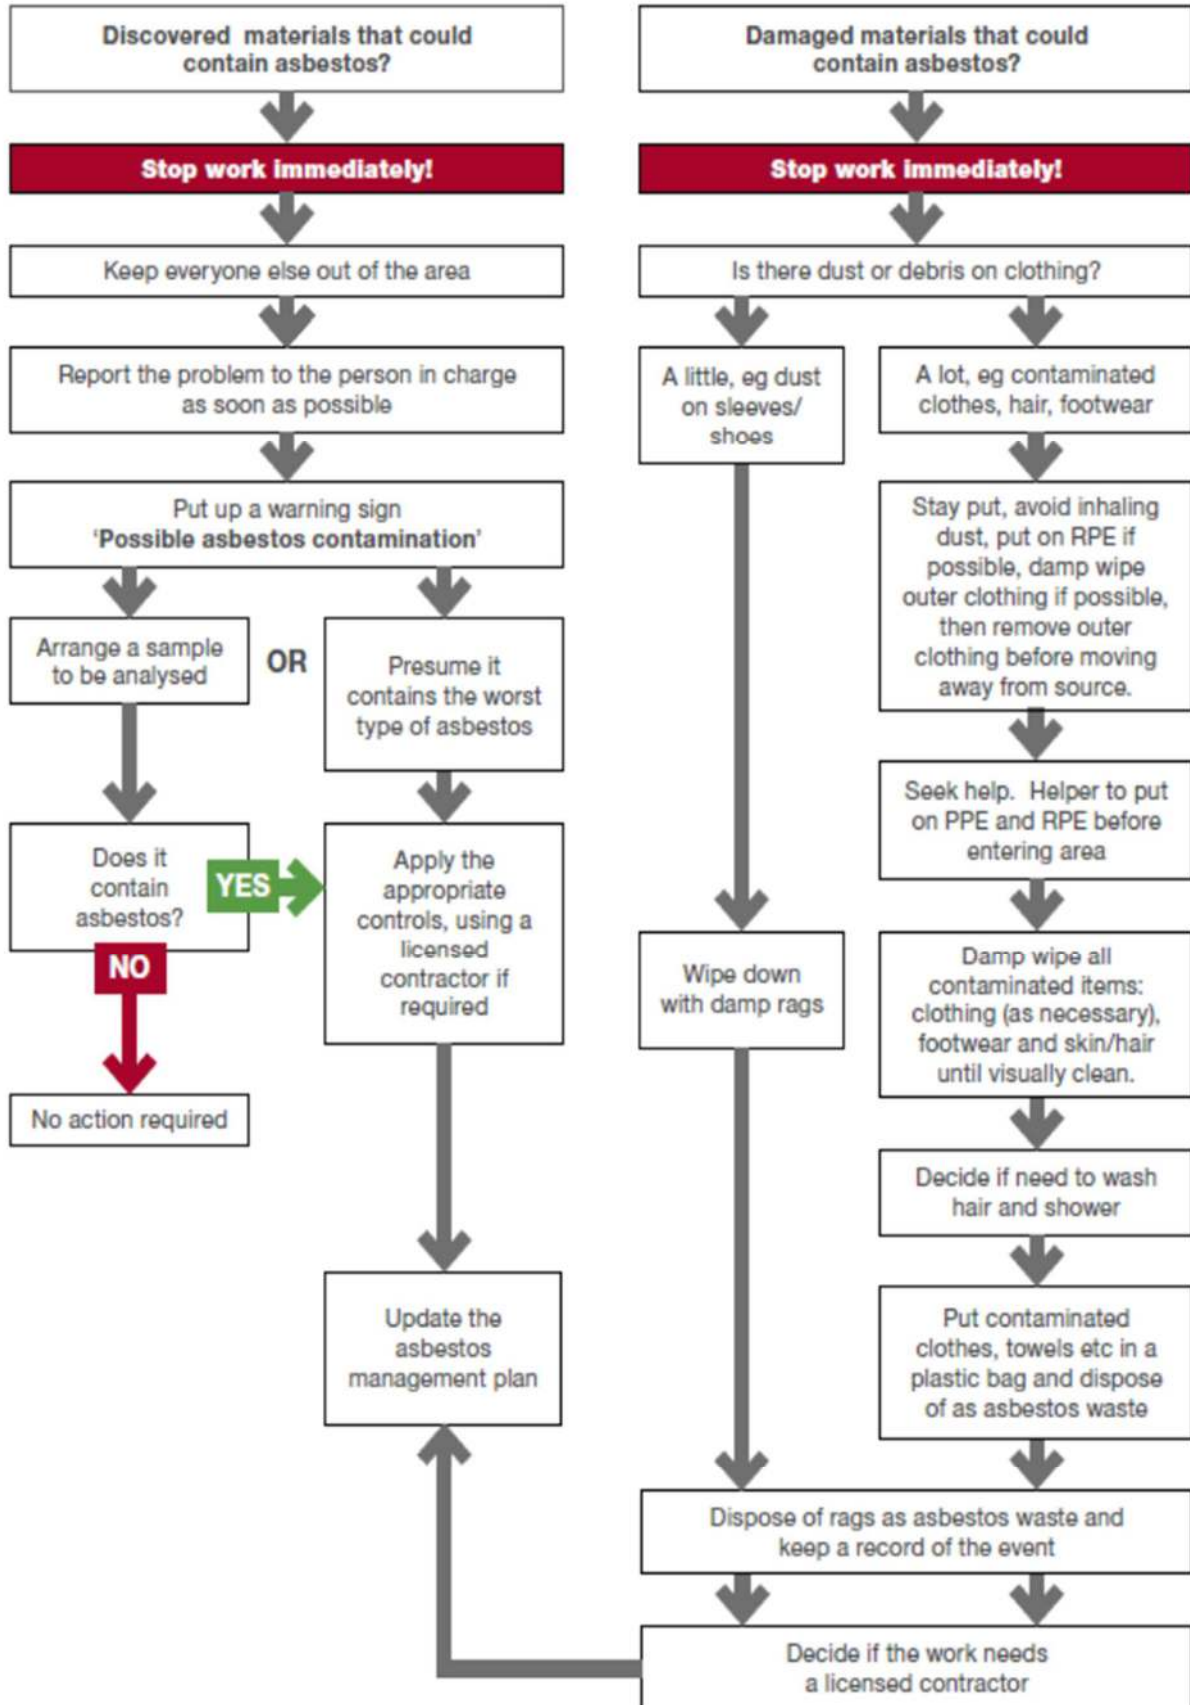 Discovered materials that could
contain asbestos?
Stop work immediately!
Keep everyone else out of the area
Report the problem to the person in charge
as soon as possible
Put up a warning sign
‘Possible asbestos contamination’
Arrange a sample
to be analysed
OR
Presume it
contains the worst
type of asbestos
Does it
contain
asbestos?
YES
NO
No action required
Apply the
appropriate
controls, using a
licensed
contractor if
required
Update the
asbestos
management plan
Damaged materials that could
contain asbestos?
Stop work immediately!
Is there dust or debris on clothing?
A little, eg dust
on sleeves/
shoes
Wipe down
with damp rags
A lot, eg contaminated
clothes, hair, footwear
Stay put, avoid inhaling
dust, put on RPE if
possible, damp wipe
outer clothing if possible,
then remove outer
clothing before moving
away from source.
Seek help. Helper to put
on PPE and RPE before
entering area
Damp wipe all
contaminated items:
clothing (as necessary),
footwear and skin/hair
until visually clean.
Decide if need to wash
hair and shower
Put contaminated
clothes, towels etc in a
plastic bag and dispose
of as asbestos waste
Dispose of rags as asbestos waste and
keep a record of the event
Decide if the work needs
a licensed contractor